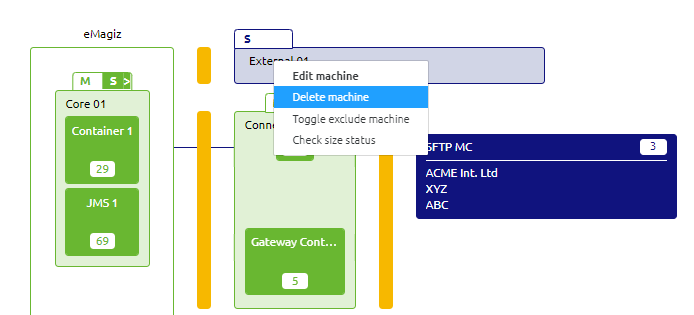 eMagiz
S
External 01
Edit machine
Delete machine
Toggle exclude machine
Check size status
M S >
Core 01
Container 1
29
JMS 1
69
Gateway Cont...
5
SFTP MC 3
ACME Int. Ltd
XYZ
ABC